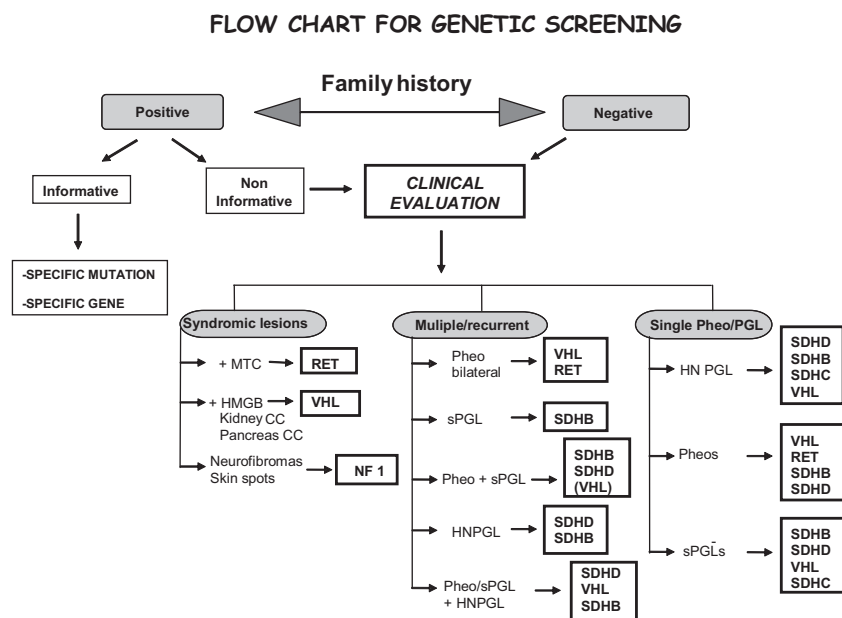 FLOW CHART FOR GENETIC SCREENING
Family history
Positive
Negative
Informative
Non
Informative
CLINICAL
EVALUATION
-SPECIFIC MUTATION
-SPECIFIC GENE
Syndromic lesions
+ MTC
RET
+ HMGB
Kidney CC
Pancreas CC
VHL
Neurofibromas
Skin spots
NF 1
Muliple/recurrent
Pheo
bilateral
VHL
RET
sPGL
SDHB
Pheo + sPGL
SDHB
SDHD
(VHL)
HNPGL
SDHD
SDHB
Pheo/sPGL
+ HNPGL
SDHD
VHL
SDHB
Single Pheo/PGL
HN PGL
SDHD
SDHB
SDHC
VHL
Pheos
VHL
RET
SDHB
SDHD
sPGLs
SDHB
SDHD
VHL
SDHC